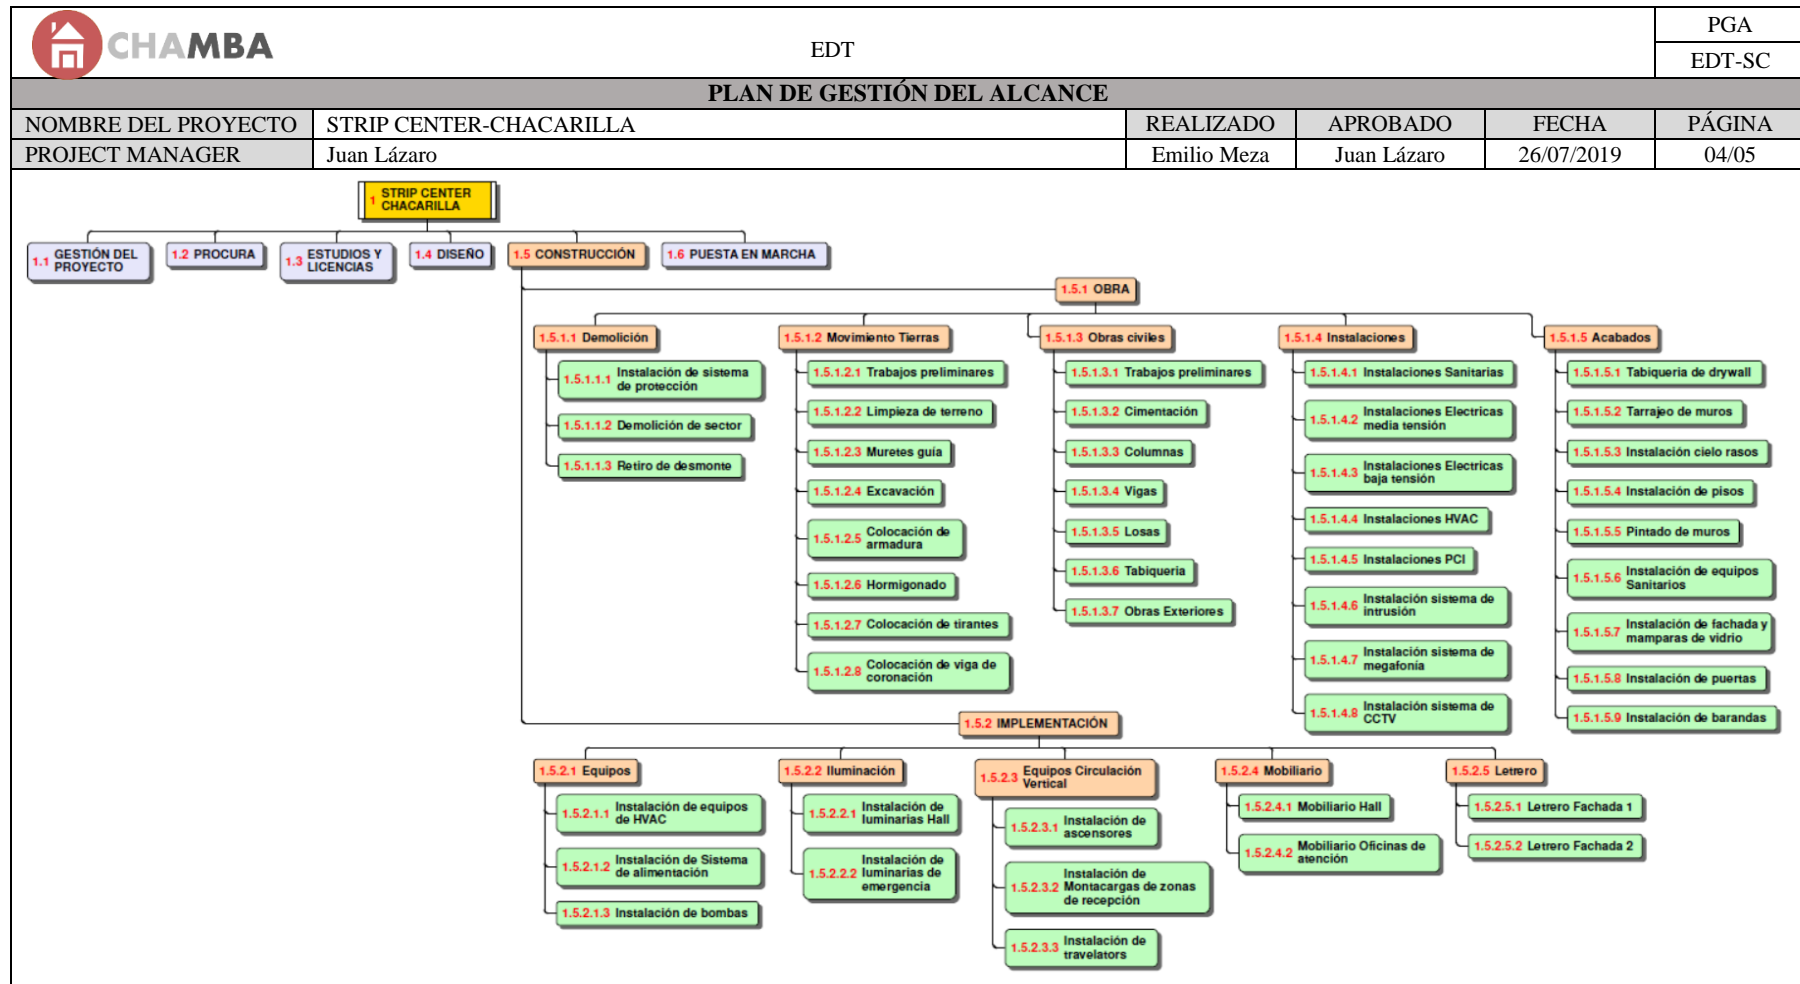 CHAMBA
EDT
PGA
EDT-SC
PLAN DE GESTIÓN DEL ALCANCE
NOMBRE DEL PROYECTO STRIP CENTER-CHACARILLA REALIZADO APROBADO FECHA PÁGINA
PROJECT MANAGER Juan Lázaro Emilio Meza Juan Lázaro 26/07/2019 04/05
1 STRIP CENTER
CHACARILLA
1.1 GESTIÓN DEL
PROYECTO
1.2 PROCURA
1.3 ESTUDIOS Y
LICENCIAS
1.4 DISEÑO
1.5 CONSTRUCCIÓN
1.6 PUESTA EN MARCHA
1.5.1 OBRA
1.5.1.1 Demolición
1.5.1.1.1 Instalación de sistema
de protección
1.5.1.1.2 Demolición de sector
1.5.1.1.3 Retiro de desmonte
1.5.1.2 Movimiento Tierras
1.5.1.2.1 Trabajos preliminares
1.5.1.2.2 Limpieza de terreno
1.5.1.2.3 Muretes guía
1.5.1.2.4 Excavación
1.5.1.2.5 Colocación de
armadura
1.5.1.2.6 Hormigonado
1.5.1.2.7 Colocación de tirantes
1.5.1.2.8 Colocación de viga de
coronación
1.5.1.3 Obras civiles
1.5.1.3.1 Trabajos preliminares
1.5.1.3.2 Cimentación
1.5.1.3.3 Columnas
1.5.1.3.4 Vigas
1.5.1.3.5 Losas
1.5.1.3.6 Tabiqueria
1.5.1.3.7 Obras Exteriores
1.5.1.4 Instalaciones
1.5.1.4.1 Instalaciones Sanitarias
1.5.1.4.2 Instalaciones Electricas
media tensión
1.5.1.4.3 Instalaciones Electricas
baja tensión
1.5.1.4.4 Instalaciones HVAC
1.5.1.4.5 Instalaciones PCI
1.5.1.4.6 Instalación sistema de
intrusión
1.5.1.4.7 Instalación sistema de
megafonía
1.5.1.4.8 Instalación sistema de
CCTV
1.5.1.5 Acabados
1.5.1.5.1 Tabiqueria de drywall
1.5.1.5.2 Tarrajeo de muros
1.5.1.5.3 Instalación cielo rasos
1.5.1.5.4 Instalación de pisos
1.5.1.5.5 Pintado de muros
1.5.1.5.6 Instalación de equipos
Sanitarios
1.5.1.5.7 Instalación de fachada y
mamparas de vidrio
1.5.1.5.8 Instalación de puertas
1.5.1.5.9 Instalación de barandas
1.5.2 IMPLEMENTACIÓN
1.5.2.1 Equipos
1.5.2.1.1 Instalación de equipos
de HVAC
1.5.2.1.2 Instalación de Sistema
de alimentación
1.5.2.1.3 Instalación de bombas
1.5.2.2 Iluminación
1.5.2.2.1 Instalación de
luminarias Hall
1.5.2.2.2 Instalación de
luminarias de
emergencia
1.5.2.3 Equipos Circulación
Vertical
1.5.2.3.1 Instalación de
ascensores
1.5.2.3.2 Instalación de
Montacargas de zonas
de recepción
1.5.2.3.3 Instalación de
travelators
1.5.2.4 Mobiliario
1.5.2.4.1 Mobiliario Hall
1.5.2.4.2 Mobiliario Oficinas de
atención
1.5.2.5 Letrero
1.5.2.5.1 Letrero Fachada 1
1.5.2.5.2 Letrero Fachada 2